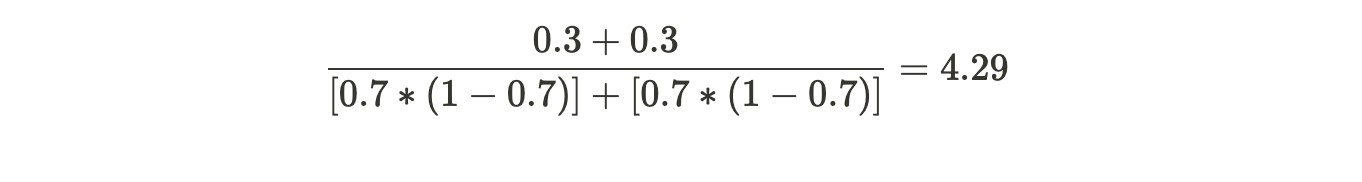 0.3 + 0.3
[0.7 * (1 − 0.7)] + [0.7 * (1 − 0.7)] = 4.29